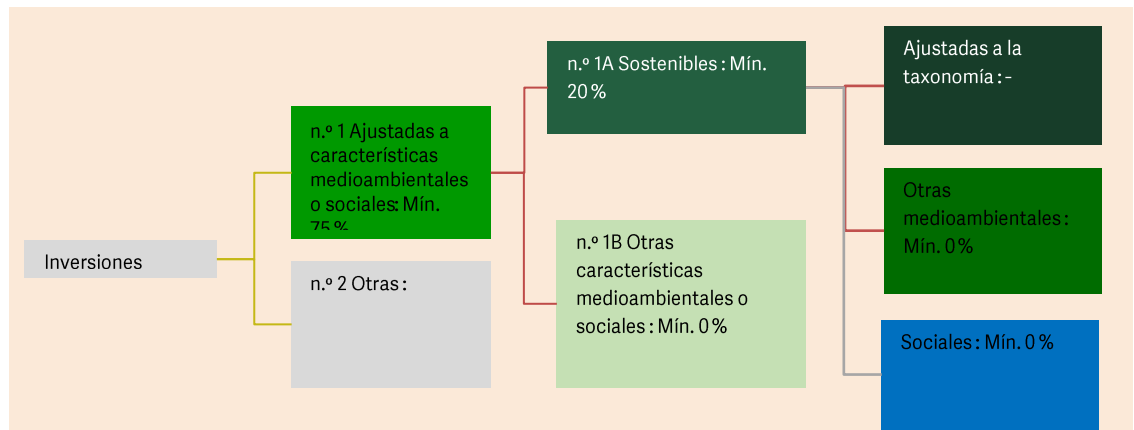 Inversiones
n.º 1 Ajustadas a
características
medioambientales
o sociales: Mín.
75 %
n.º 2 Otras :
n.º 1A Sostenibles : Mín.
20 %
n.º 1B Otras
características
medioambientales o
sociales : Mín. 0 %
Ajustadas a la
taxonomía : -
Otras
medioambientales :
Mín. 0 %
Sociales : Mín. 0 %